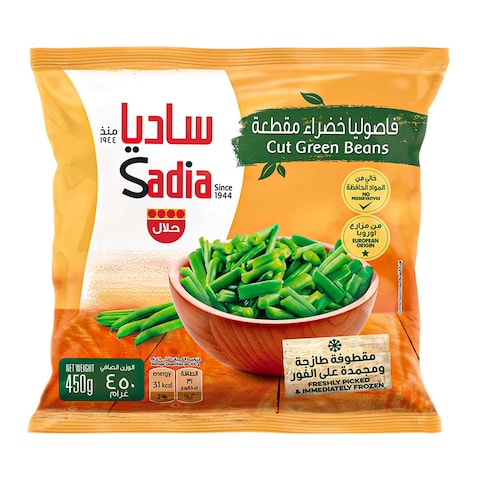 ساديا
منذ
١٩٤٤
Sadia
Since
1944
حلال
فاصوليا خضراء مقطعة
Cut Green Beans
خالي من
المواد الحافظة
NO
PRESERVATIVES
من مزارع
أوروبا
EUROPEAN
ORIGIN
مقطوفة طازجة
ومجمدة على الفور
FRESHLY PICKED
& IMMEDIATELY FROZEN
NET WEIGHT
450g
الوزن الصافي
٤٥٠
غرام
energy
31 kcal
2%
الطاقة
٣١